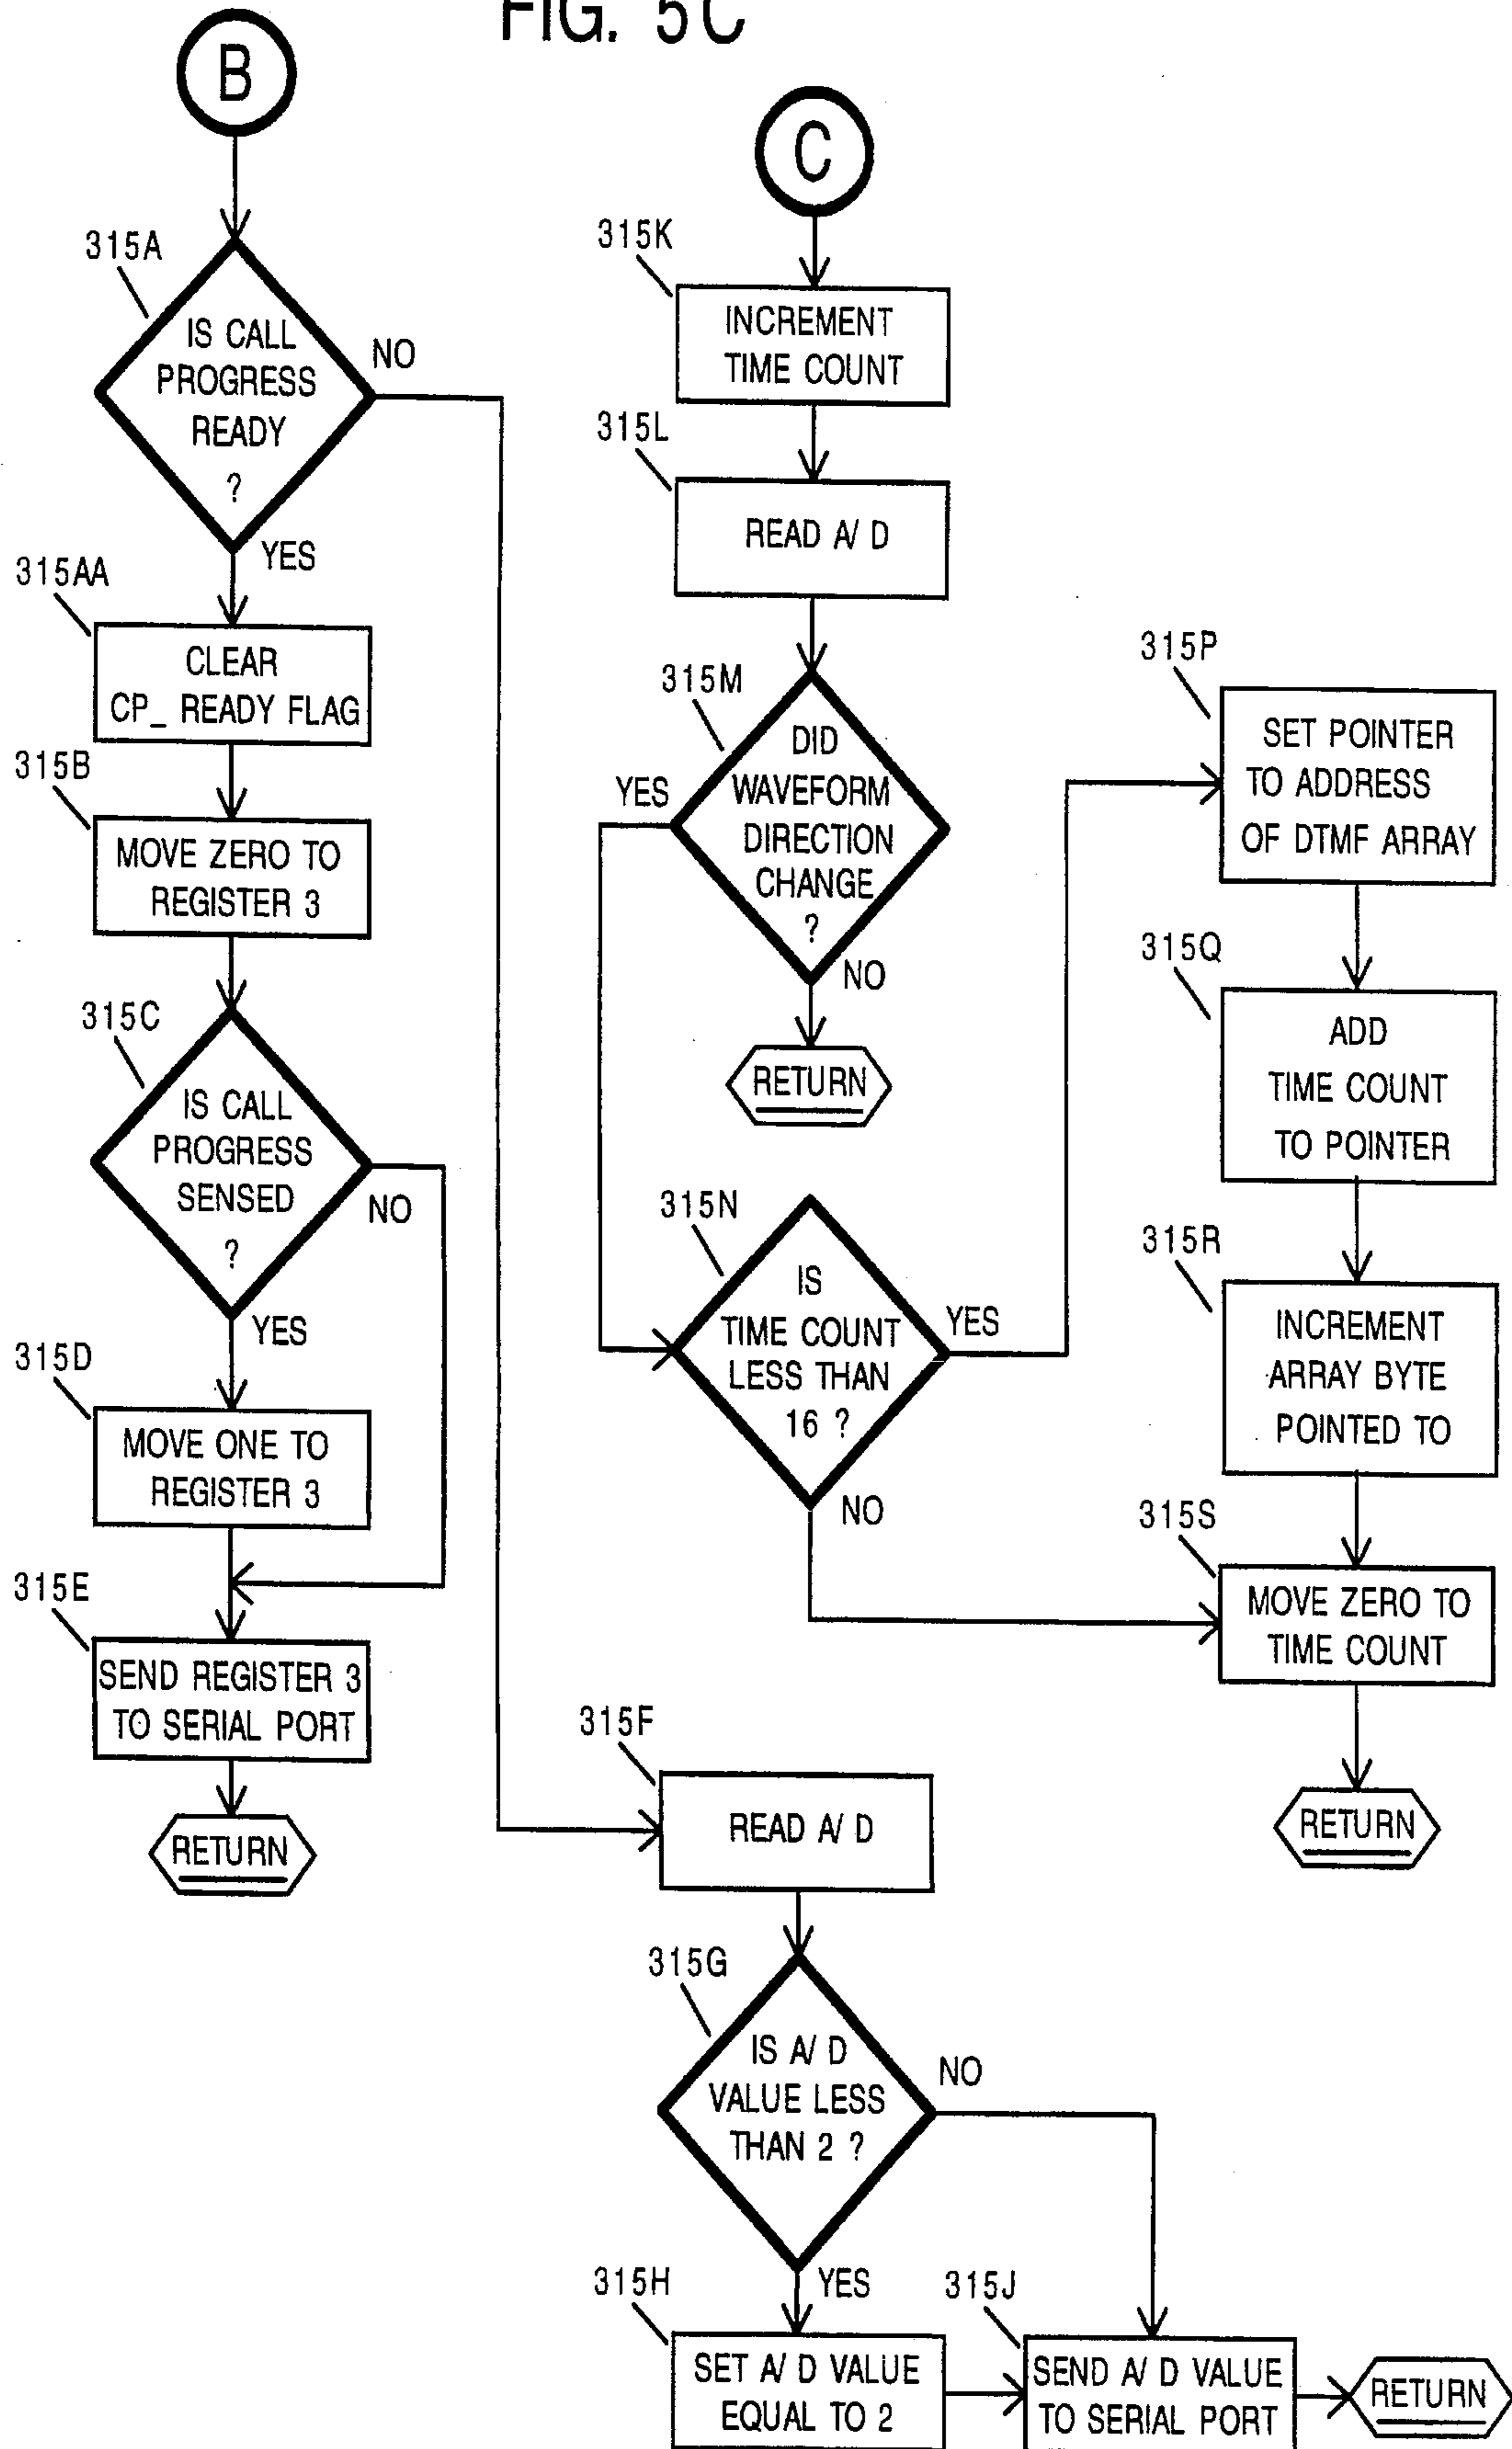 FIG. 5C
B
315A
IS CALL
PROGRESS
READY
?
NO
YES
315AA
CLEAR
CP_ READY FLAG
315B
MOVE ZERO TO
REGISTER 3
315C
IS CALL
PROGRESS
SENSED
?
NO
YES
315D
MOVE ONE TO
REGISTER 3
315E
SEND REGISTER 3
TO SERIAL PORT
RETURN
C
315K
INCREMENT
TIME COUNT
315L
READ A/D
315M
DID
WAVEFORM
DIRECTION
CHANGE
?
YES
NO
RETURN
315N
IS
TIME COUNT
LESS THAN
16 ?
YES
NO
315P
SET POINTER
TO ADDRESS
OF DTMF ARRAY
315Q
ADD
TIME COUNT
TO POINTER
315R
INCREMENT
ARRAY BYTE
POINTED TO
315S
MOVE ZERO TO
TIME COUNT
RETURN
315F
READ A/D
315G
IS A/D
VALUE LESS
THAN 2 ?
NO
YES
315H
SET A/D VALUE
EQUAL TO 2
315J
SEND A/D VALUE
TO SERIAL PORT
RETURN